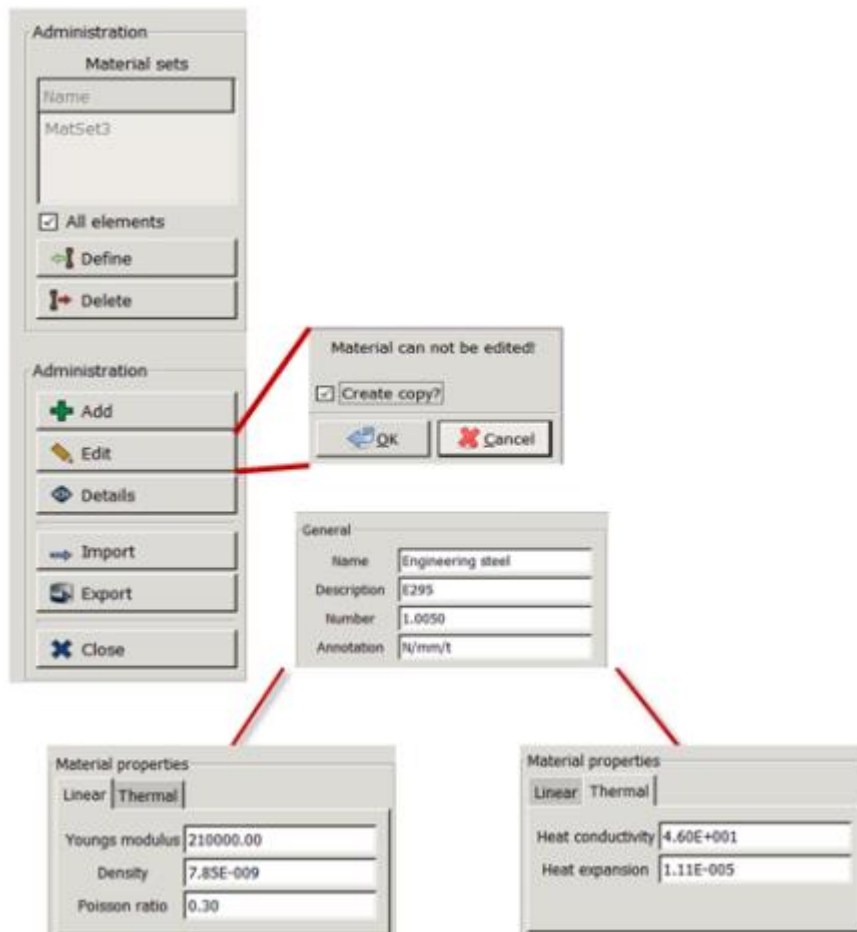 Administration
Material sets
Name
MatSet3
All elements
Define
Delete
Administration
Add
Edit
Details
Import
Export
Close
Material can not be edited!
Create copy?
OK
Cancel
General
Name Engineering steel
Description E295
Number 1.0050
Annotation N/mm/t
Material properties
Linear Thermal
Youngs modulus 210000.00
Density 7.85E-009
Poisson ratio 0.30
Material properties
Linear Thermal
Heat conductivity 4.60E+001
Heat expansion 1.11E-005